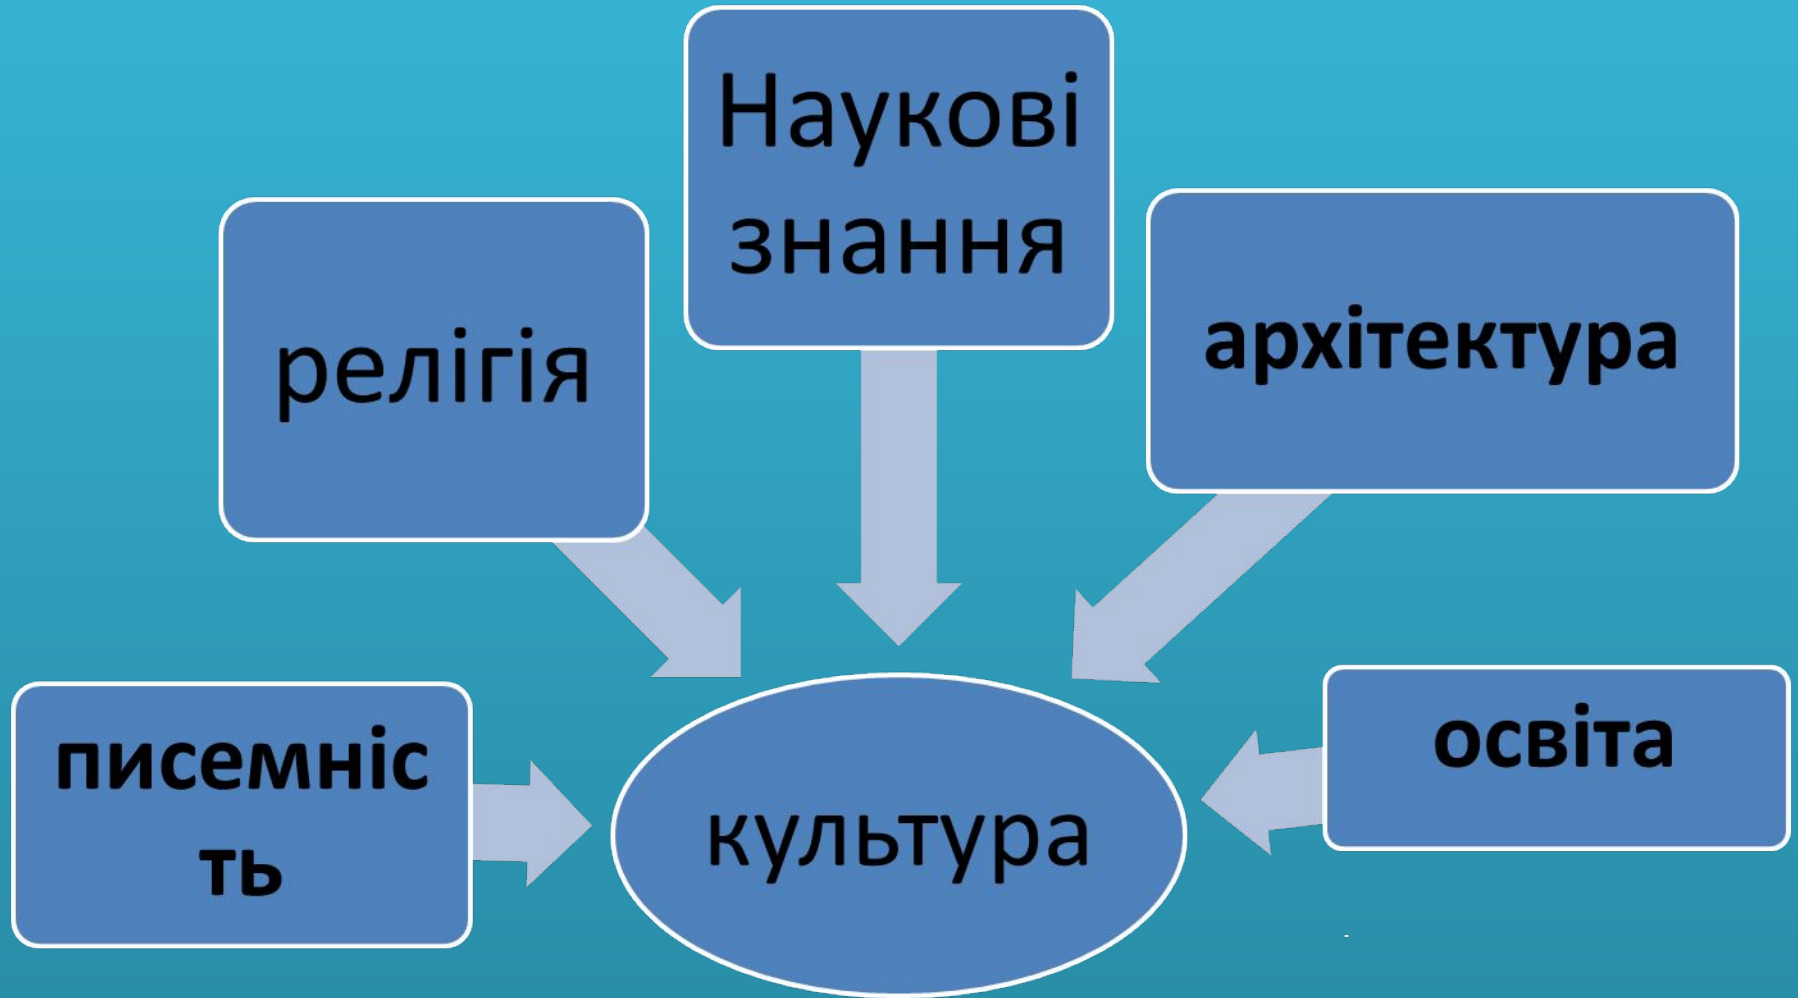 Наукові
знання
релігія
архітектура
писемніс
ть
культура
освіта